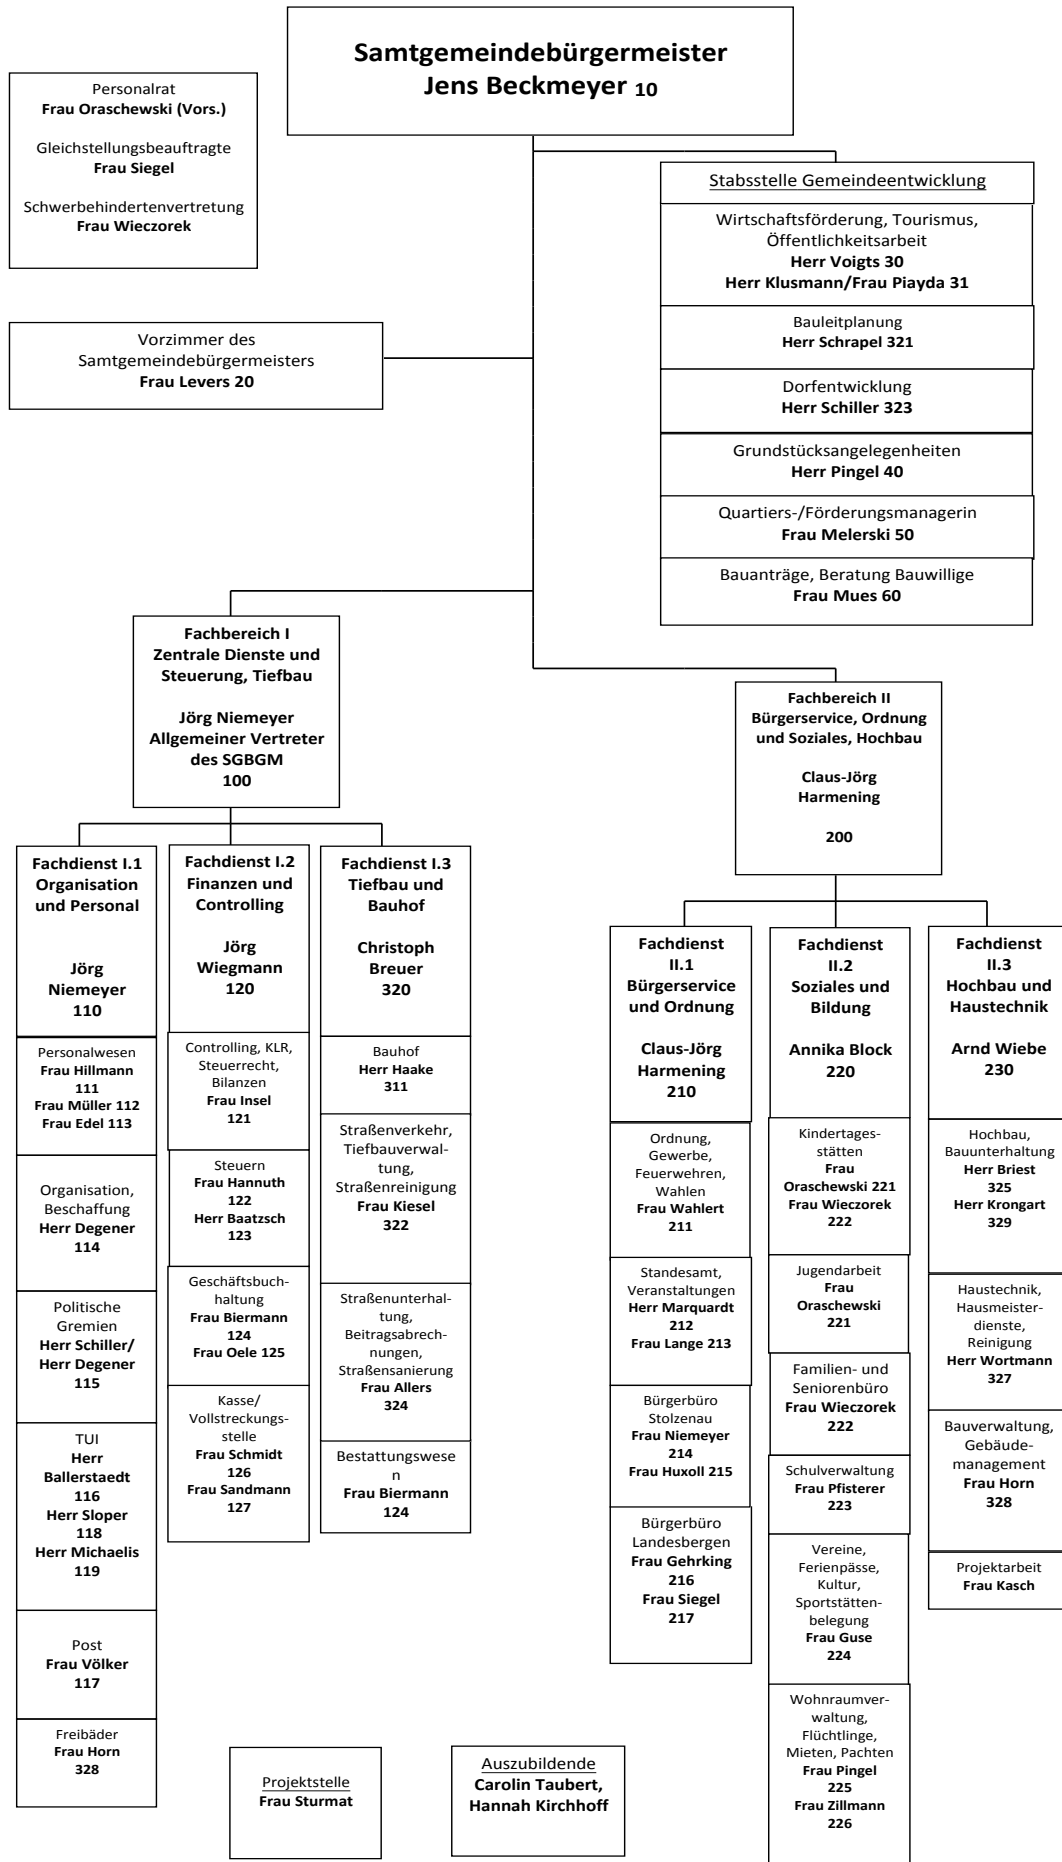 Samtgemeindebürgermeister
Jens Beckmeyer 10
Personalrat
Frau Oraschewski (Vors.)
Gleichstellungsbeauftragte
Frau Siegel
Schwerbehindertenvertretung
Frau Wieczorek
Stabsstelle Gemeindeentwicklung
Wirtschaftsförderung, Tourismus,
Öffentlichkeitsarbeit
Herr Voigts 30
Herr Klusmann/Frau Piayda 31
Bauleitplanung
Herr Schrapel 321
Dorfentwicklung
Herr Schiller 323
Grundstücksangelegenheiten
Herr Pingel 40
Quartiers-/Förderungsmanagerin
Frau Melerski 50
Bauanträge, Beratung Bauwillige
Frau Mues 60
Vorzimmer des
Samtgemeindebürgermeisters
Frau Levers 20
Fachbereich I
Zentrale Dienste und
Steuerung, Tiefbau
Jörg Niemeyer
Allgemeiner Vertreter
des SGBGM
100
Fachbereich II
Bürgerservice, Ordnung
und Soziales, Hochbau
Claus-Jörg
Harmening
200
Fachdienst I.1
Organisation
und Personal
Jörg
Niemeyer
110
Personalwesen
Frau Hillmann
111
Frau Müller 112
Frau Edel 113
Organisation,
Beschaffung
Herr Degener
114
Politische
Gremien
Herr Schiller/
Herr Degener
115
TUI
Herr
Ballerstaedt
116
Herr Sloper
118
Herr Michaelis
119
Post
Frau Völker
117
Freibäder
Frau Horn
328
Fachdienst I.2
Finanzen und
Controlling
Jörg
Wiegmann
120
Controlling, KLR,
Steuerrecht,
Bilanzen
Frau Insel
121
Steuern
Frau Hannuth
122
Herr Baatzsch
123
Geschäftsbuch-
haltung
Frau Biermann
124
Frau Oele 125
Kasse/
Vollstreckungs-
stelle
Frau Schmidt
126
Frau Sandmann
127
Fachdienst I.3
Tiefbau und
Bauhof
Christoph
Breuer
320
Bauhof
Herr Haake
311
Straßenverkehr,
Tiefbauverwal-
tung,
Straßenreinigung
Frau Kiesel
322
Straßenunterhal-
tung,
Beitragsabrech-
nungen,
Straßensanierung
Frau Allers
324
Bestattungswese
n
Frau Biermann
124
Fachdienst
II.1
Bürgerservice
und Ordnung
Claus-Jörg
Harmening
210
Ordnung,
Gewerbe,
Feuerwehren,
Wahlen
Frau Wahlert
211
Standesamt,
Veranstaltungen
Herr Marquardt
212
Frau Lange 213
Bürgerbüro
Stolzenau
Frau Niemeyer
214
Frau Huxoll 215
Bürgerbüro
Landesbergen
Frau Gehrking
216
Frau Siegel
217
Fachdienst
II.2
Soziales und
Bildung
Annika Block
220
Kindertages-
stätten
Frau
Oraschewski 221
Frau Wieczorek
222
Jugendarbeit
Frau
Oraschewski
221
Familien- und
Seniorenbüro
Frau Wieczorek
222
Schulverwaltung
Frau Pfisterer
223
Vereine,
Ferienpässe,
Kultur,
Sportstätten-
belegung
Frau Guse
224
Wohnraumver-
waltung,
Flüchtlinge,
Mieten, Pachten
Frau Pingel
225
Frau Zillmann
226
Fachdienst
II.3
Hochbau und
Haustechnik
Arnd Wiebe
230
Hochbau,
Bauunterhaltung
Herr Briest
325
Herr Krongart
329
Haustechnik,
Hausmeister-
dienste,
Reinigung
Herr Wortmann
327
Bauverwaltung,
Gebäude-
management
Frau Horn
328
Projektarbeit
Frau Kasch
Projektstelle
Frau Sturmat
Auszubildende
Carolin Taubert,
Hannah Kirchhoff